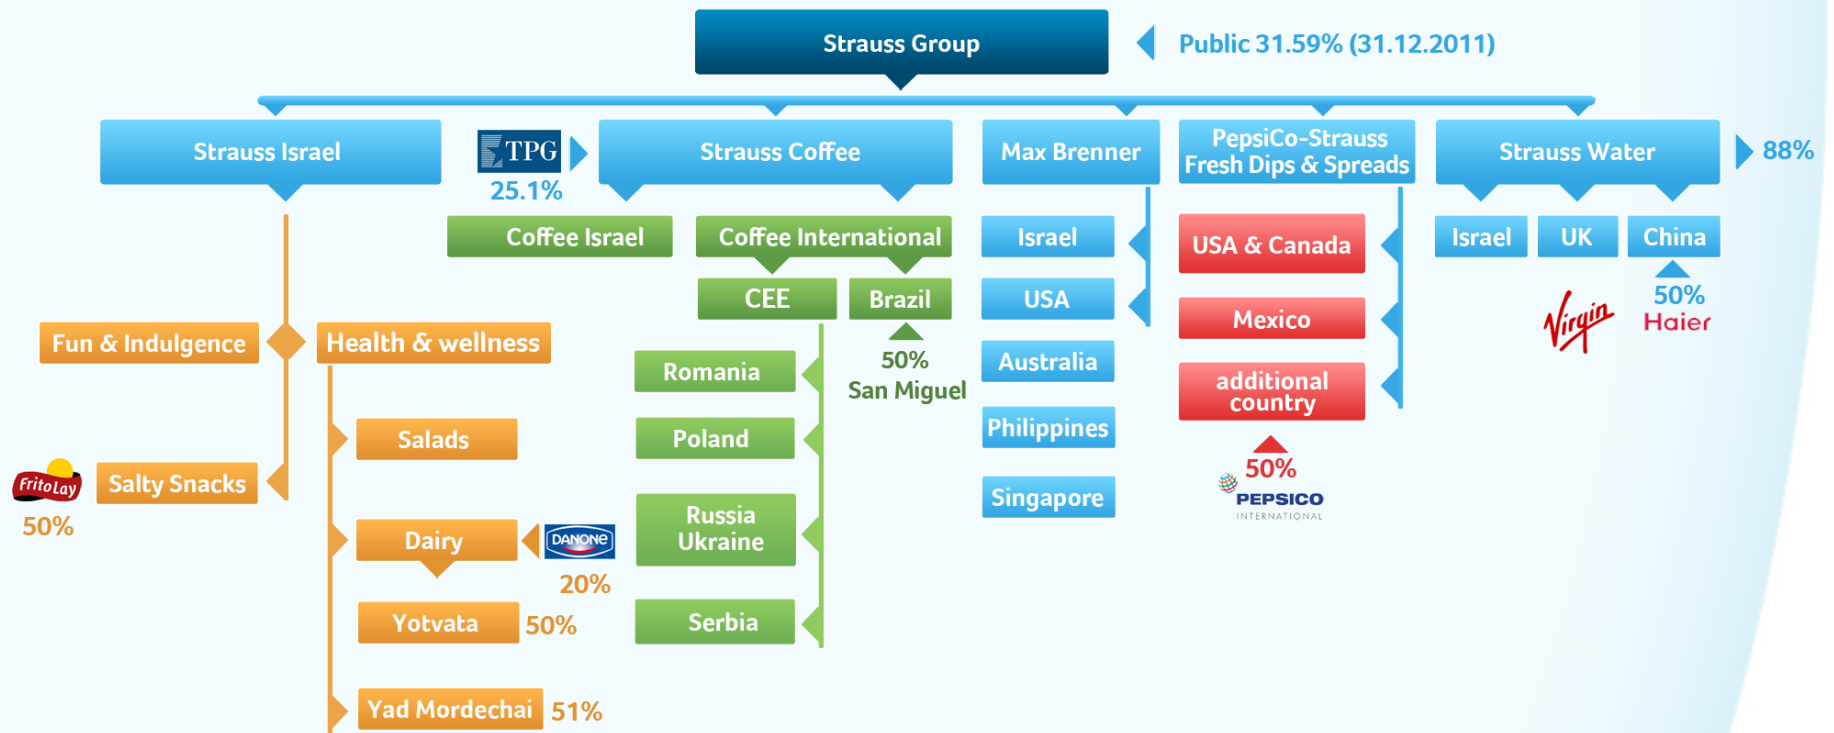 Strauss Group
Public 31.59% (31.12.2011)
Strauss Israel
TPG
25.1%
Strauss Coffee
Max Brenner
PepsiCo-Strauss
Fresh Dips & Spreads
Strauss Water
88%
Coffee Israel
Coffee International
CEE
Brazil
50%
San Miguel
Romania
Poland
Russia
Ukraine
Serbia
Israel
USA
Australia
Philippines
Singapore
USA & Canada
Mexico
additional
country
50%
PEPSICO
INTERNATIONAL
Israel
UK
China
Virgin
50%
Haier
Fun & Indulgence
Health & wellness
Salty Snacks
FritoLay
50%
Salads
Dairy
DANONE
20%
Yotvata
50%
Yad Mordechai
51%